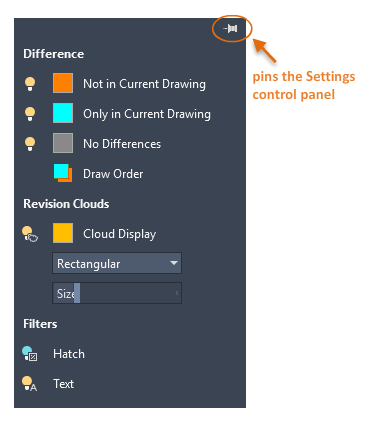 Difference
pins the Settings
control panel
Not in Current Drawing
Only in Current Drawing
No Differences
Draw Order
Revision Clouds
Cloud Display
Rectangular
Size
Filters
Hatch
A Text